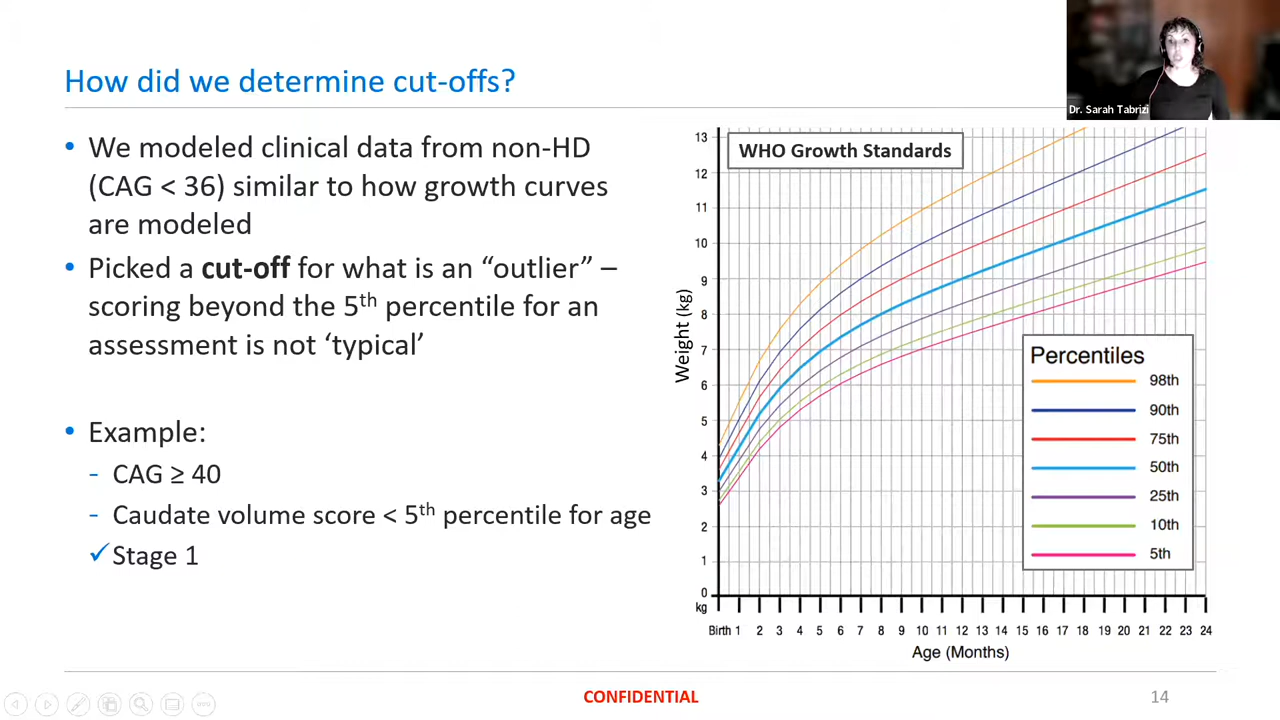 Dr. Sarah Tabrizi
How did we determine cut-offs?
• We modeled clinical data from non-HD
(CAG < 36) similar to how growth curves
are modeled
• Picked a cut-off for what is an “outlier” –
scoring beyond the 5th percentile for an
assessment is not ‘typical’
• Example:
- CAG ≥ 40
- Caudate volume score < 5th percentile for age
✓ Stage 1
WHO Growth Standards
Weight (kg)
13
12
11
10
9
8
7
6
5
4
3
2
1
0
kg
Birth 1 2 3 4 5 6 7 8 9 10 11 12 13 14 15 16 17 18 19 20 21 22 23 24
Age (Months)
Percentiles
98th
90th
75th
50th
25th
10th
5th
CONFIDENTIAL
14